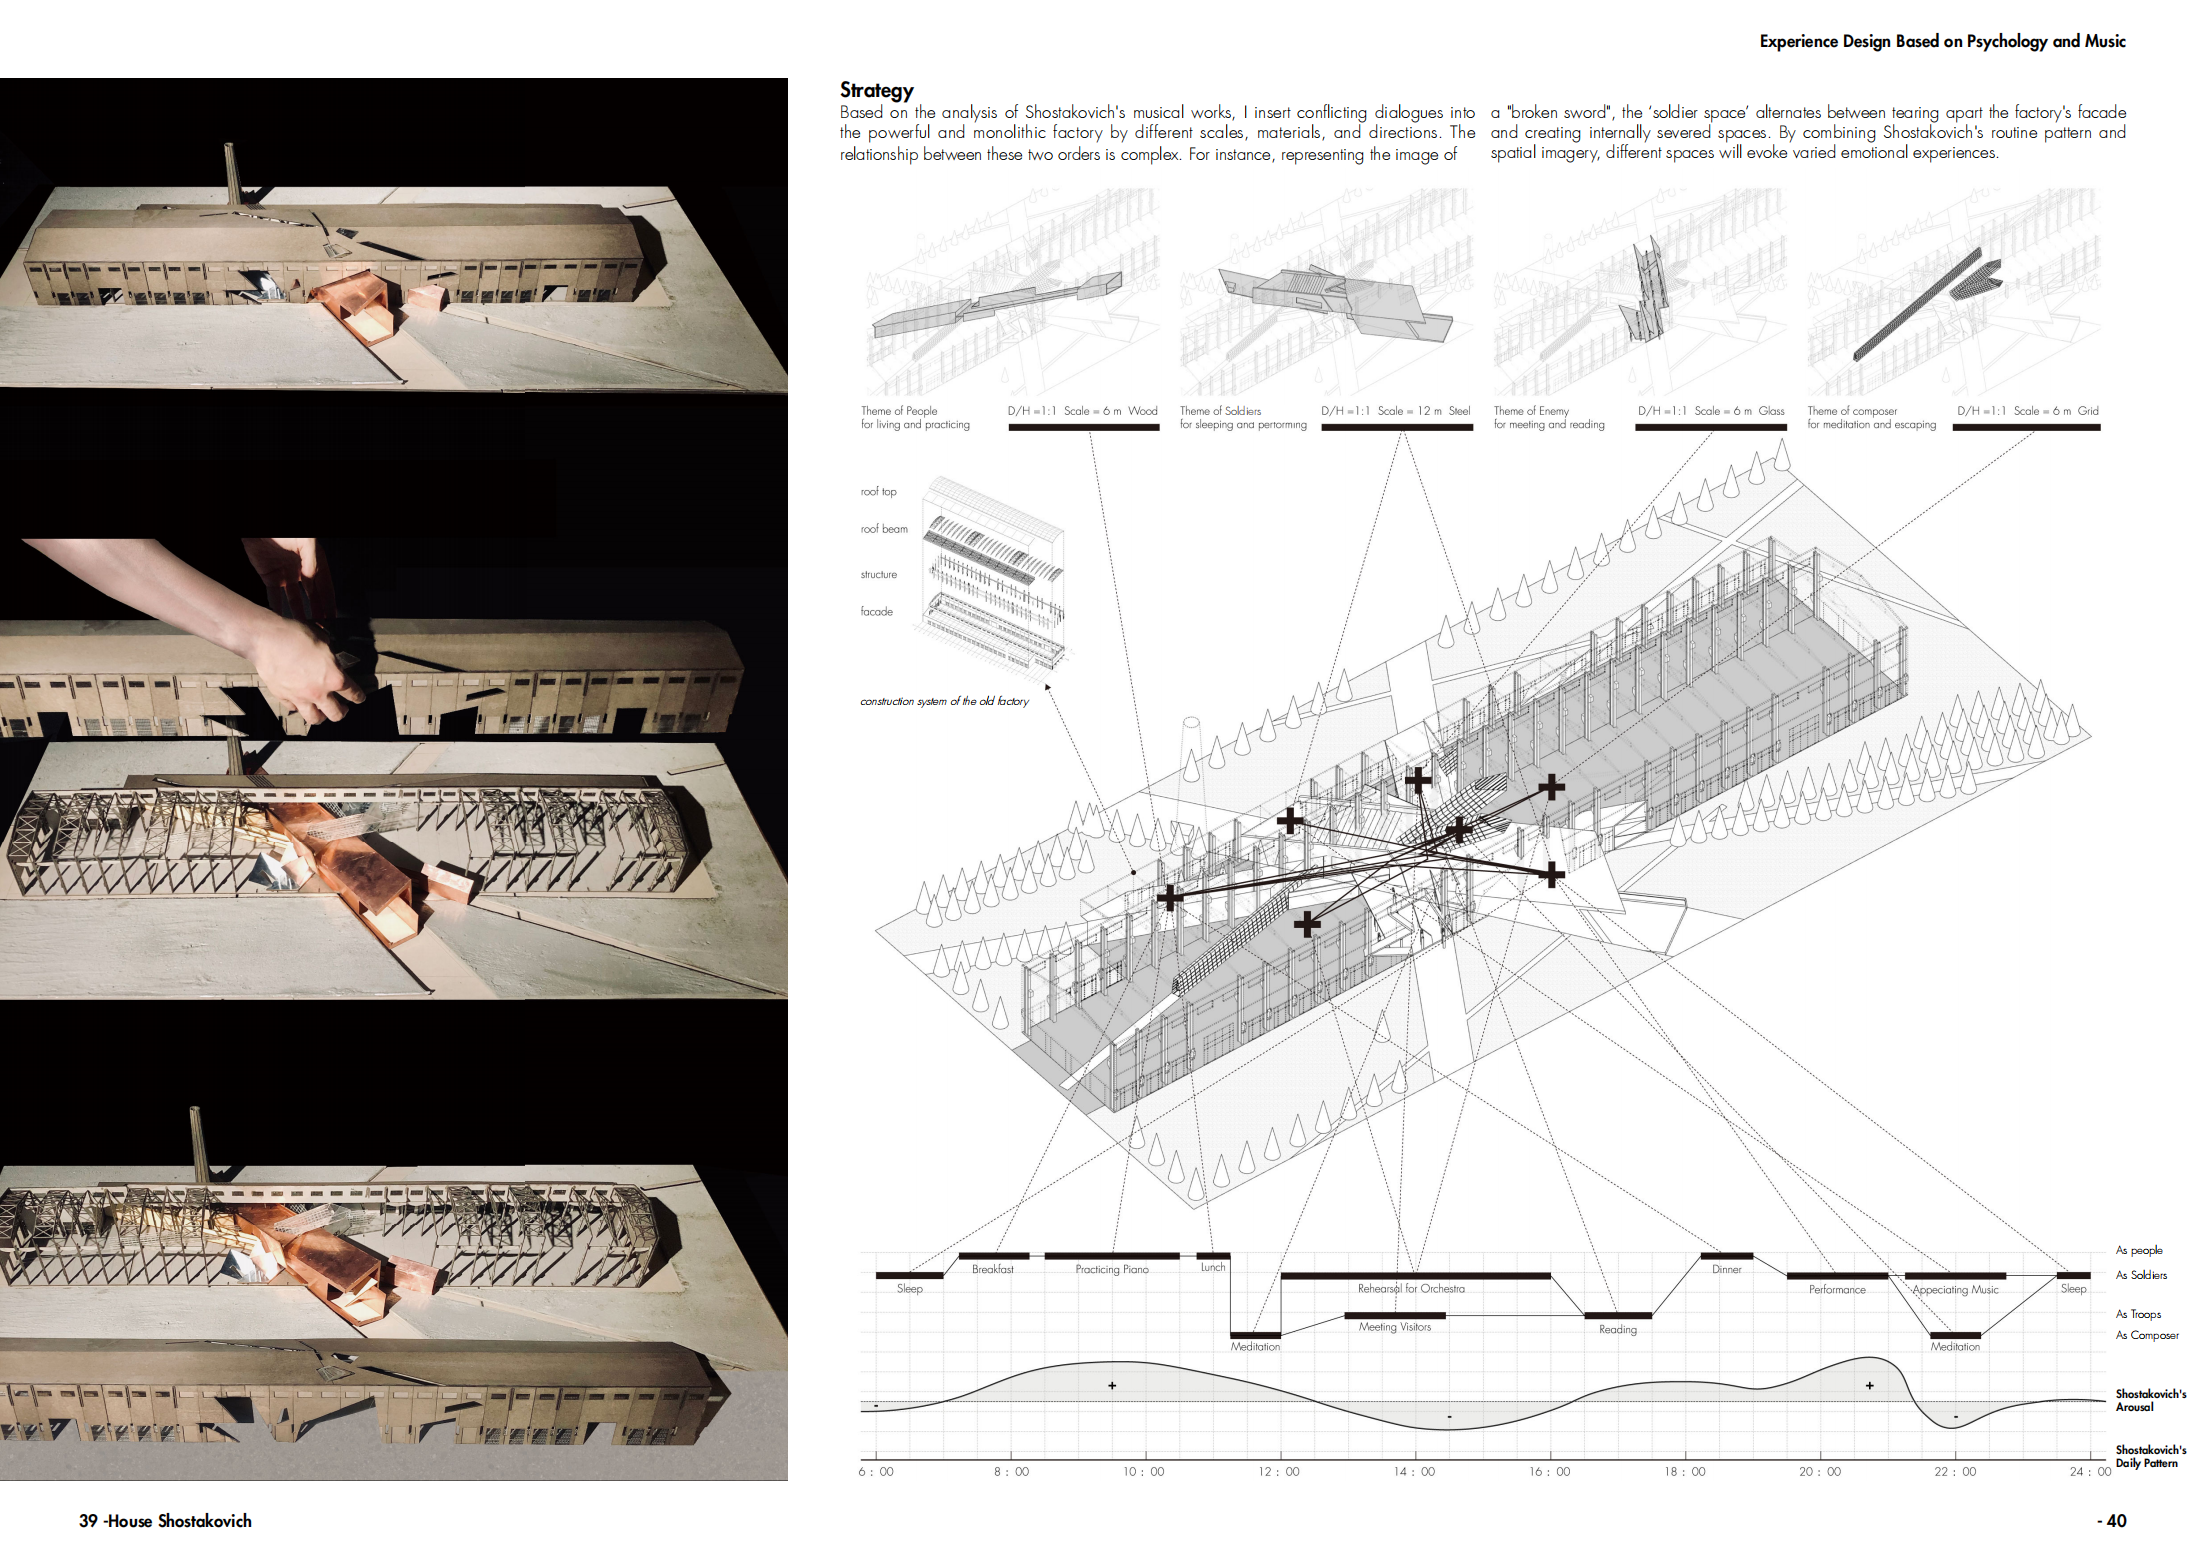 Experience Design Based on Psychology and Music
Strategy
Based on the analysis of Shostakovich's musical works, I insert conflicting dialogues into
the powerful and monolithic factory by different scales, materials, and directions. The
relationship between these two orders is complex. For instance, representing the image of
a "broken sword", the 'soldier space' alternates between tearing apart the factory's facade
and creating internally severed spaces. By combining Shostakovich's routine pattern and
spatial imagery, different spaces will evoke varied emotional experiences.
Theme of People
for living and practicing
D/H =1:1 Scale = 6 m Wood
Theme of Soldiers
for sleeping and performing
D/H =1:1 Scale = 12 m Steel
Theme of Enemy
for meeting and reading
D/H =1:1 Scale = 6 m Glass
Theme of composer
for meditation and escaping
D/H =1:1 Scale = 6 m Grid
roof top
roof beam
structure
facade
construction system of the old factory
As people
As Soldiers
As Troops
As Composer
Sleep
Breakfast
Practicing Piano
Lunch
Meditation
Rehearsal for Orchestra
Meeting Visitors
Reading
Dinner
Performance
Appeciating Music
Meditation
Sleep
-
+
-
+
-
Shostakovich's
Arousal
Shostakovich's
Daily Pattern
6 : 00
8 : 00
10 : 00
12 : 00
14 : 00
16 : 00
18 : 00
20 : 00
22 : 00
24 : 00
39 -House Shostakovich
- 40